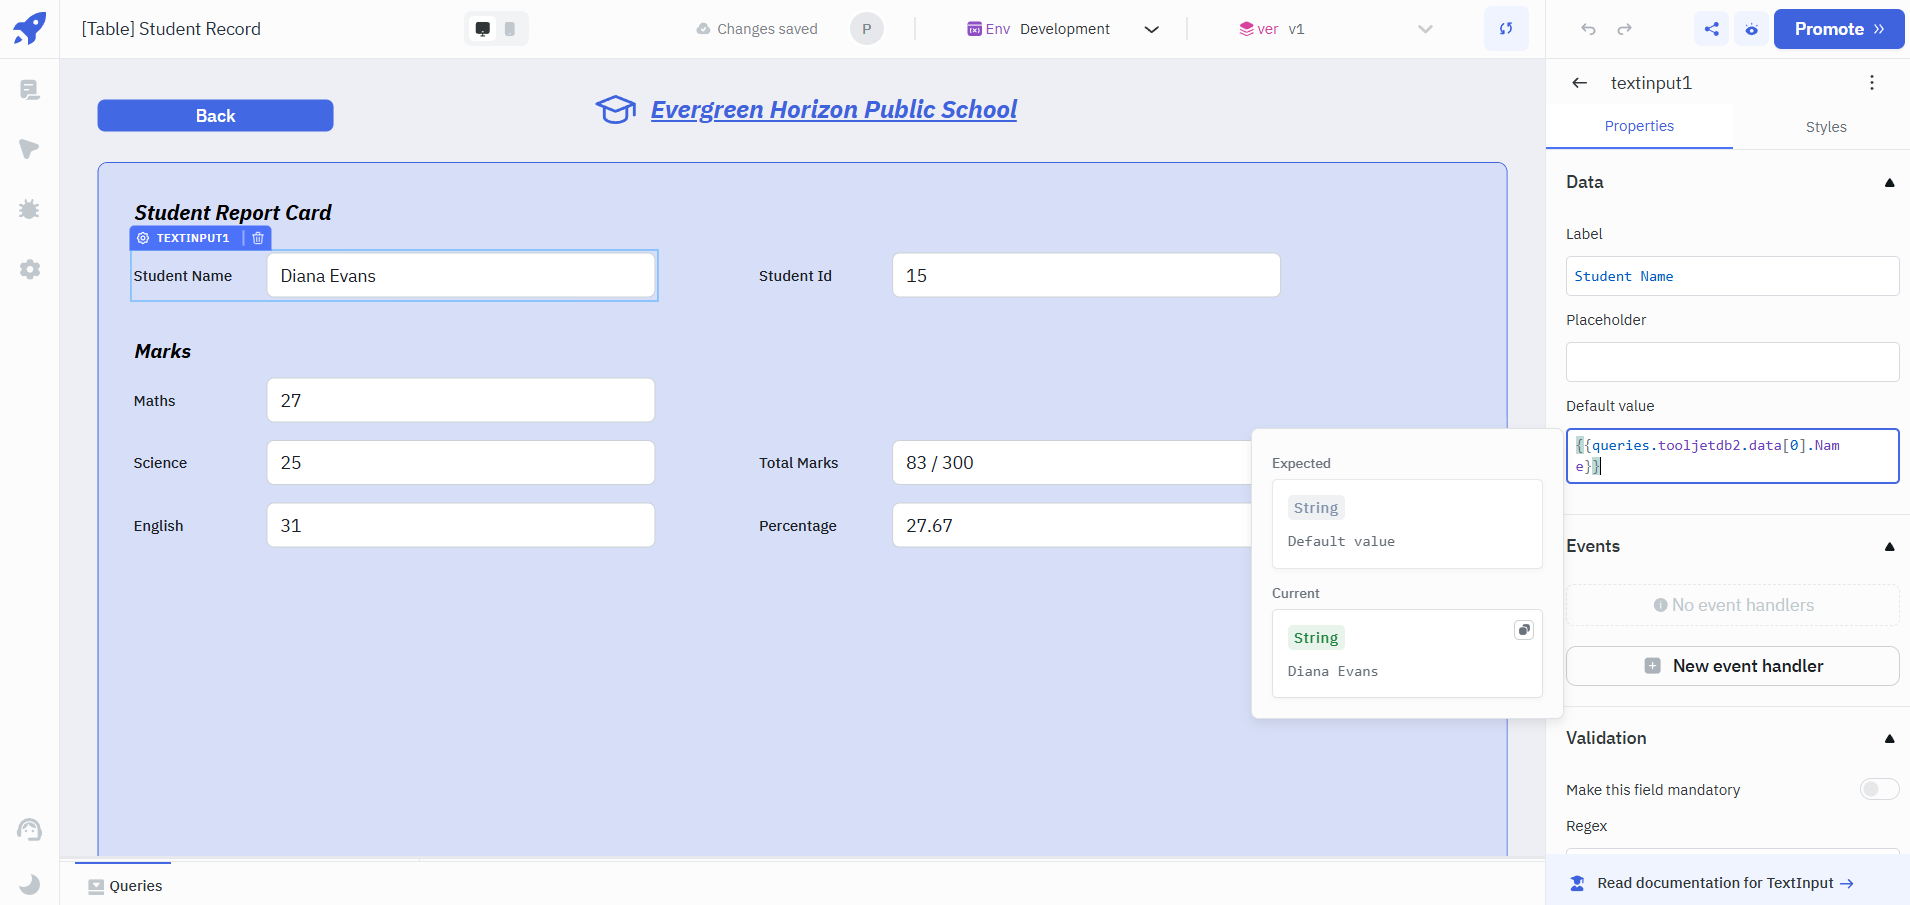 [Table] Student Record
Changes saved
P
Env Development
ver v1
Promote
Back
Evergreen Horizon Public School
Student Report Card
TEXTINPUT1
Student Name
Diana Evans
Student Id
15
Marks
Maths
27
Science
25
Total Marks
83 / 300
English
31
Percentage
27.67
Expected
String
Default value
Current
String
Diana Evans
textinput1
Properties
Styles
Data
Label
Student Name
Placeholder
Default value
{{queries.tooljetdb2.data[0].Nam
e}}
Events
No event handlers
New event handler
Validation
Make this field mandatory
Regex
Read documentation for TextInput
Queries